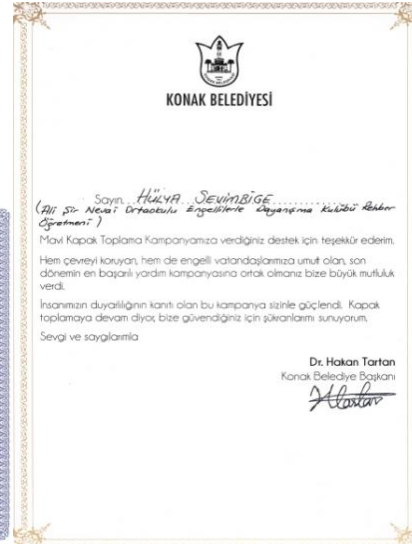 KONAK BELEDİYESİ
Sayın, HÜLYA SEVİMBİGE
(Ali Şir Nevai Ortaokulu Engellilerle Dayanışma Kulübü Rehber
Öğretmeni)
Mavi Kapak Toplama Kampanyamıza verdiğiniz destek için teşekkür ederim.
Hem çevreyi koruyan, hem de engelli vatandaşlarımıza umut olan, son
dönemin en başarılı yardım kampanyasına ortak olmanız bize büyük mutluluk
verdi.
İnsanımızın duyarlılığının kanıtı olan bu kampanya sizinle güçlendi. Kapak
toplamaya devam diyor, bize güvendiğiniz için şükranlarımı sunuyorum.
Sevgi ve saygılarımla
Dr. Hakan Tartan
Konak Belediye Başkanı